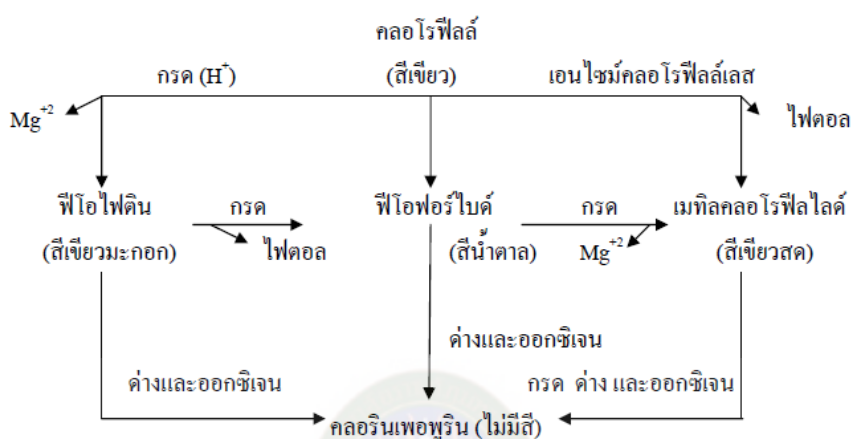 คลอโรฟีลล์
กรด (H⁺) (สีเขียว) เอนไซม์คลอโรฟีลล์เลส
Mg⁺² ไฟตอล
ฟีโอไฟติน กรด ฟีโอฟอร์ไบด์ กรด เมทิลคลอโรฟีลไลด์
(สีเขียวมะกอก) ไฟตอล (สีน้ำตาล) Mg⁺² (สีเขียวสด)
ค่างและออกซิเจน
ค่างและออกซิเจน กรด ค่าง และออกซิเจน
คลอรินเพอพูริน (ไม่มีสี)